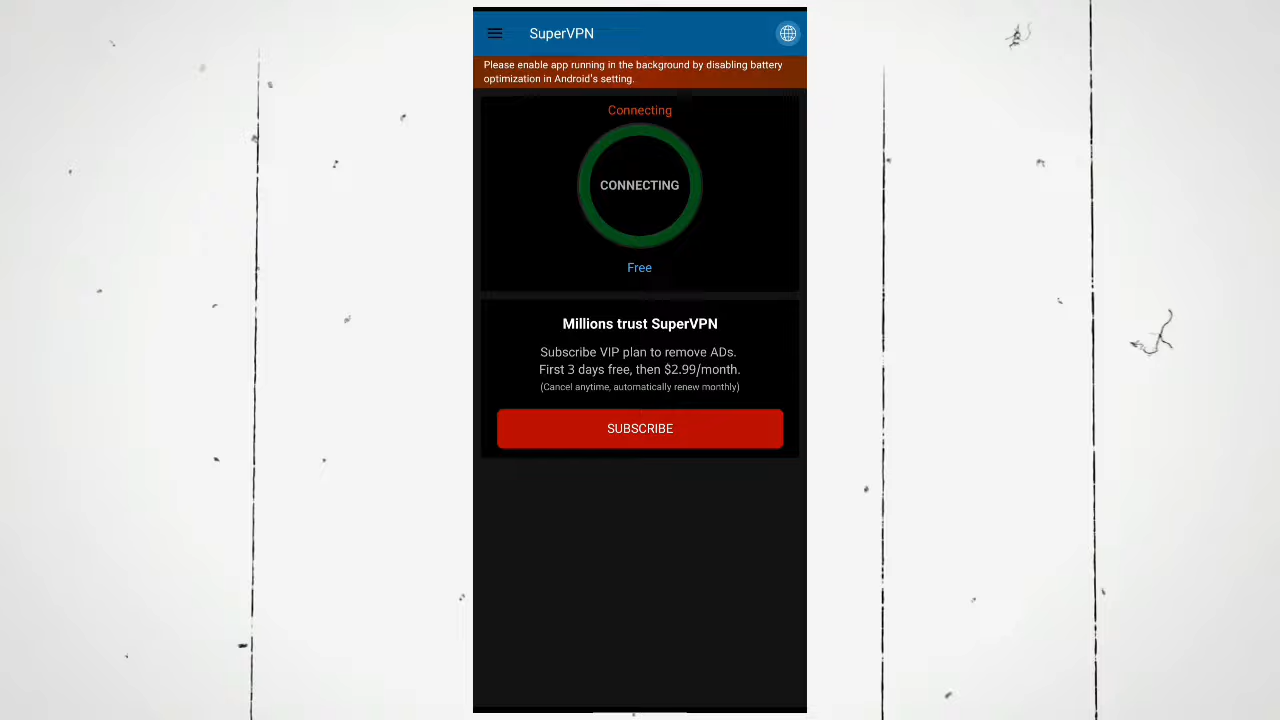 SuperVPN
Please enable app running in the background by disabling battery
optimization in Android's setting.
Connecting
CONNECTING
Free
Millions trust SuperVPN
Subscribe VIP plan to remove ADs.
First 3 days free, then $2.99/month.
(Cancel anytime, automatically renew monthly)
SUBSCRIBE